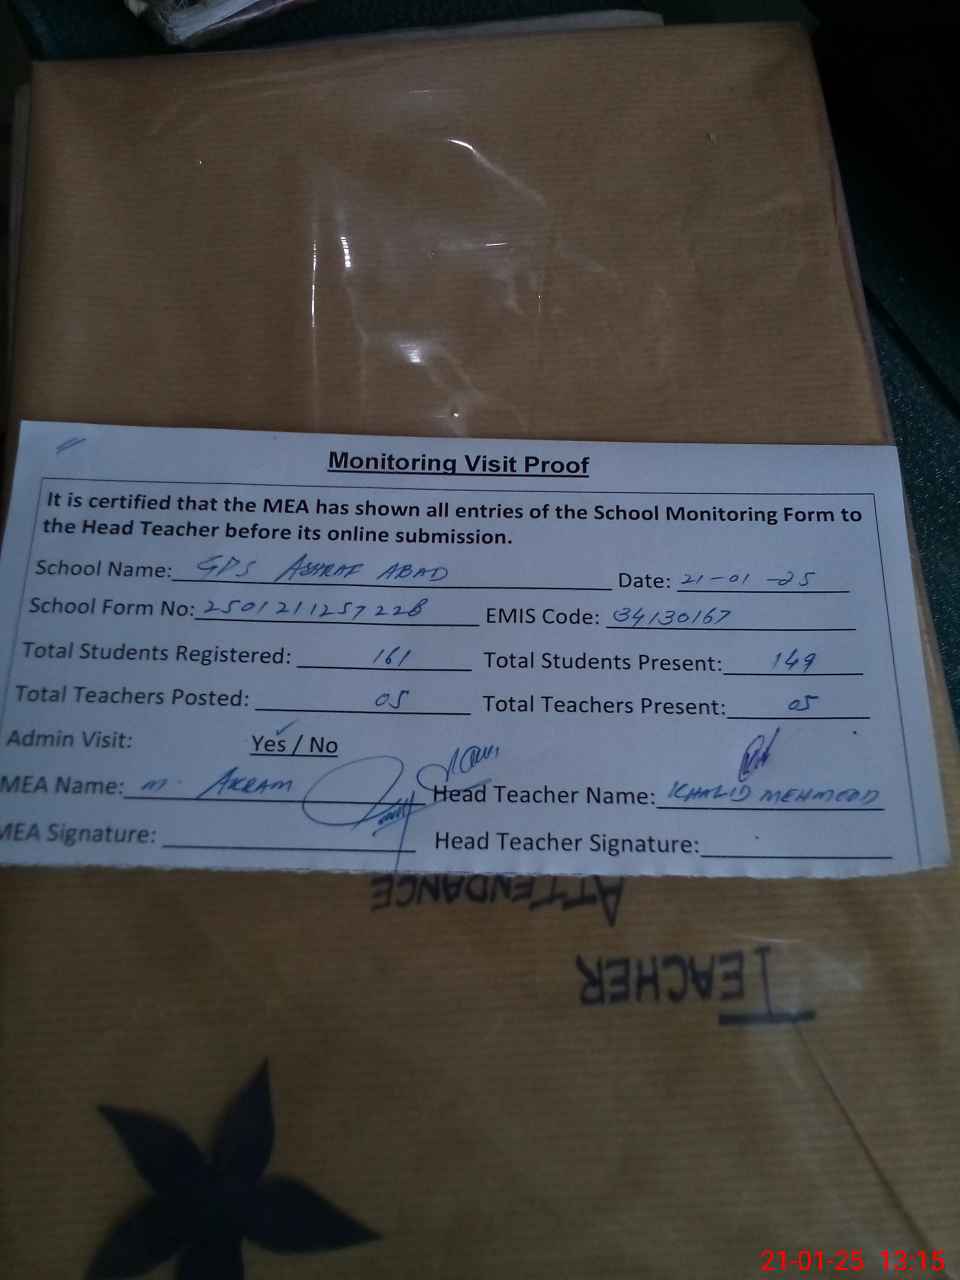 Monitoring Visit Proof
It is certified that the MEA has shown all entries of the School Monitoring Form to
the Head Teacher before its online submission.
School Name: GPS ASHRAF ABAD Date: 21-01-25
School Form No: 250121125722B EMIS Code: 34130167
Total Students Registered: 161 Total Students Present: 149
Total Teachers Posted: 05 Total Teachers Present: 05
Admin Visit: Yes / No
MEA Name: M. AKRAM Head Teacher Name: KHALID MEHMOOD
MEA Signature: Head Teacher Signature:
ATTENDANCE
TEACHER
21-01-25 13:15